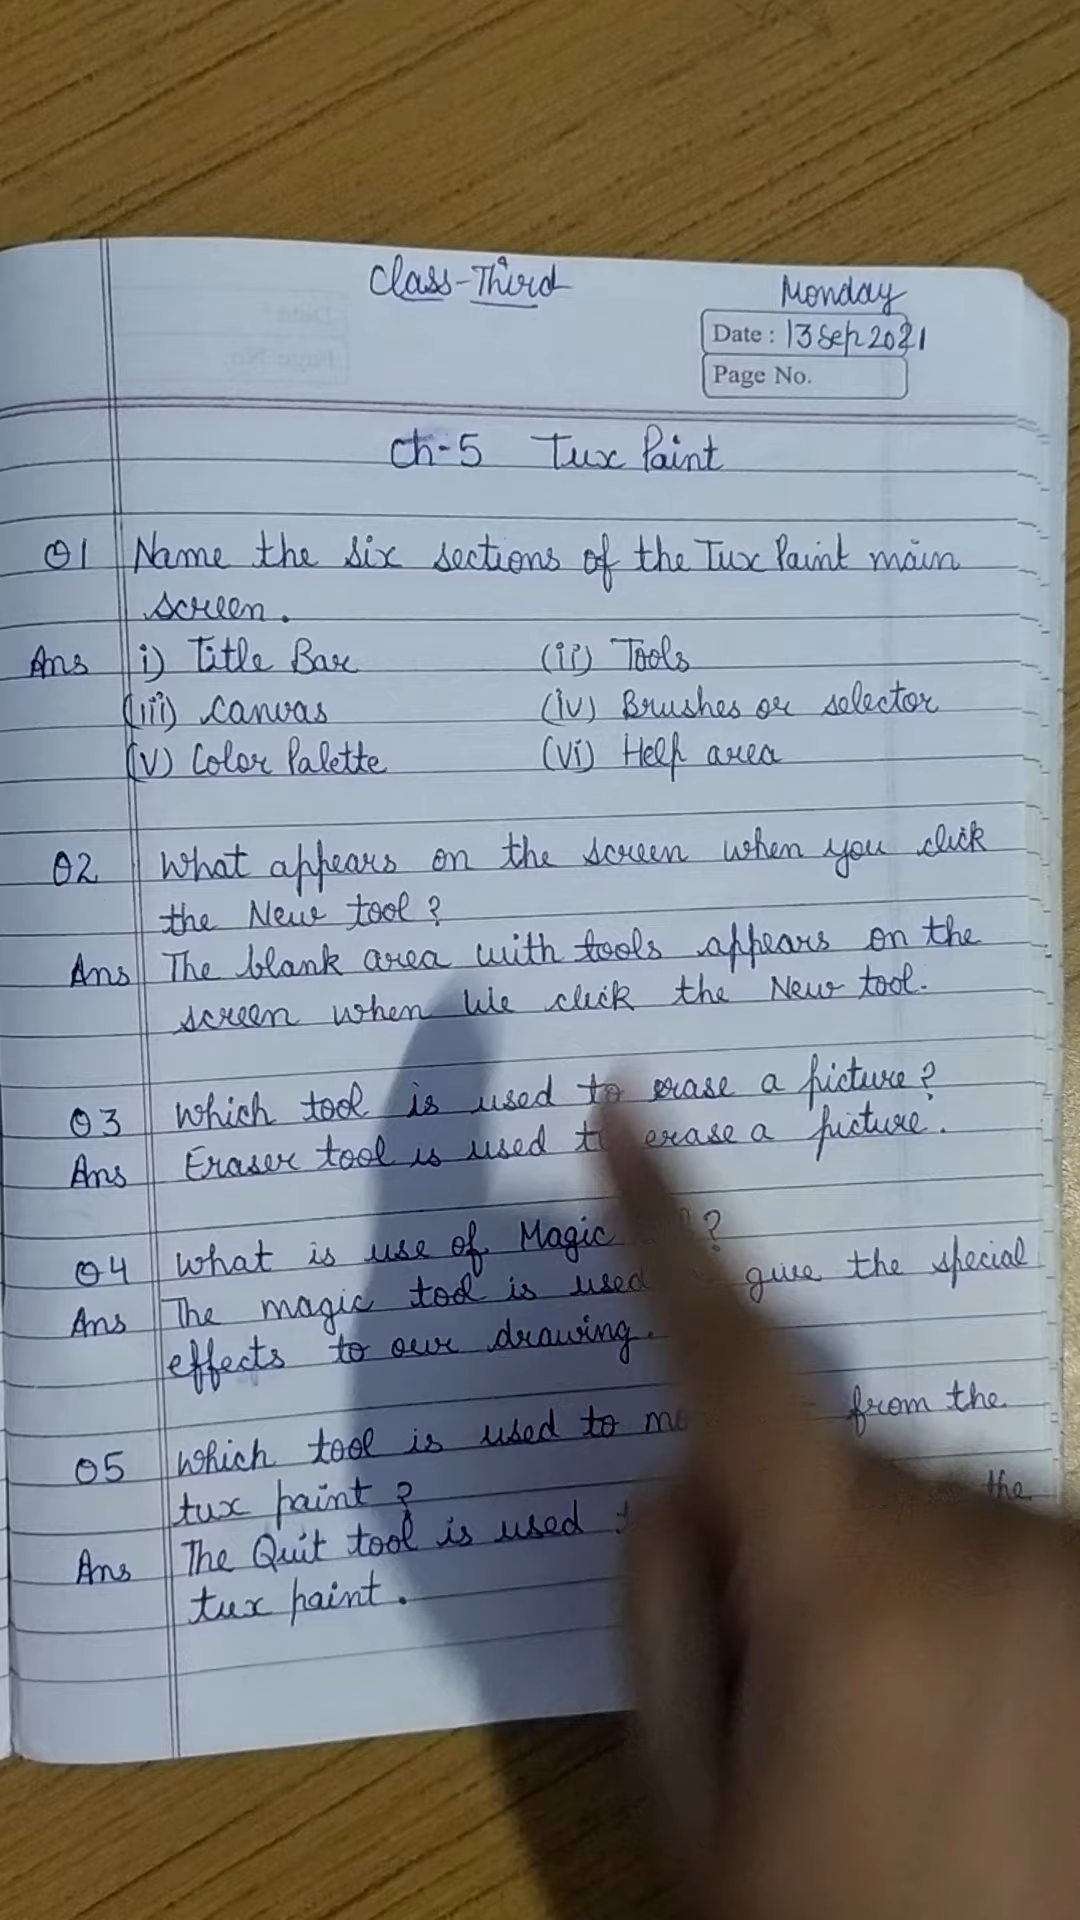 Class-Third
Monday
Date : 13 Sep 2021
Page No.
Ch-5 Tux Paint
Q1 Name the six sections of the Tux Paint main
screen.
Ans i) Title Bar (ii) Tools
(iii) Canvas (iv) Brushes or selector
(v) Color Palette (vi) Help area
Q2 What appears on the screen when you click
the New tool?
Ans The blank area with tools appears on the
screen when we click the New tool.
Q3 Which tool is used to erase a picture?
Ans Eraser tool is used to erase a picture.
Q4 What is use of Magic ?
Ans The magic tool is used give the special
effects to our drawing.
Q5 Which tool is used to from the
tux paint?
Ans The Quit tool is used the
tux paint.